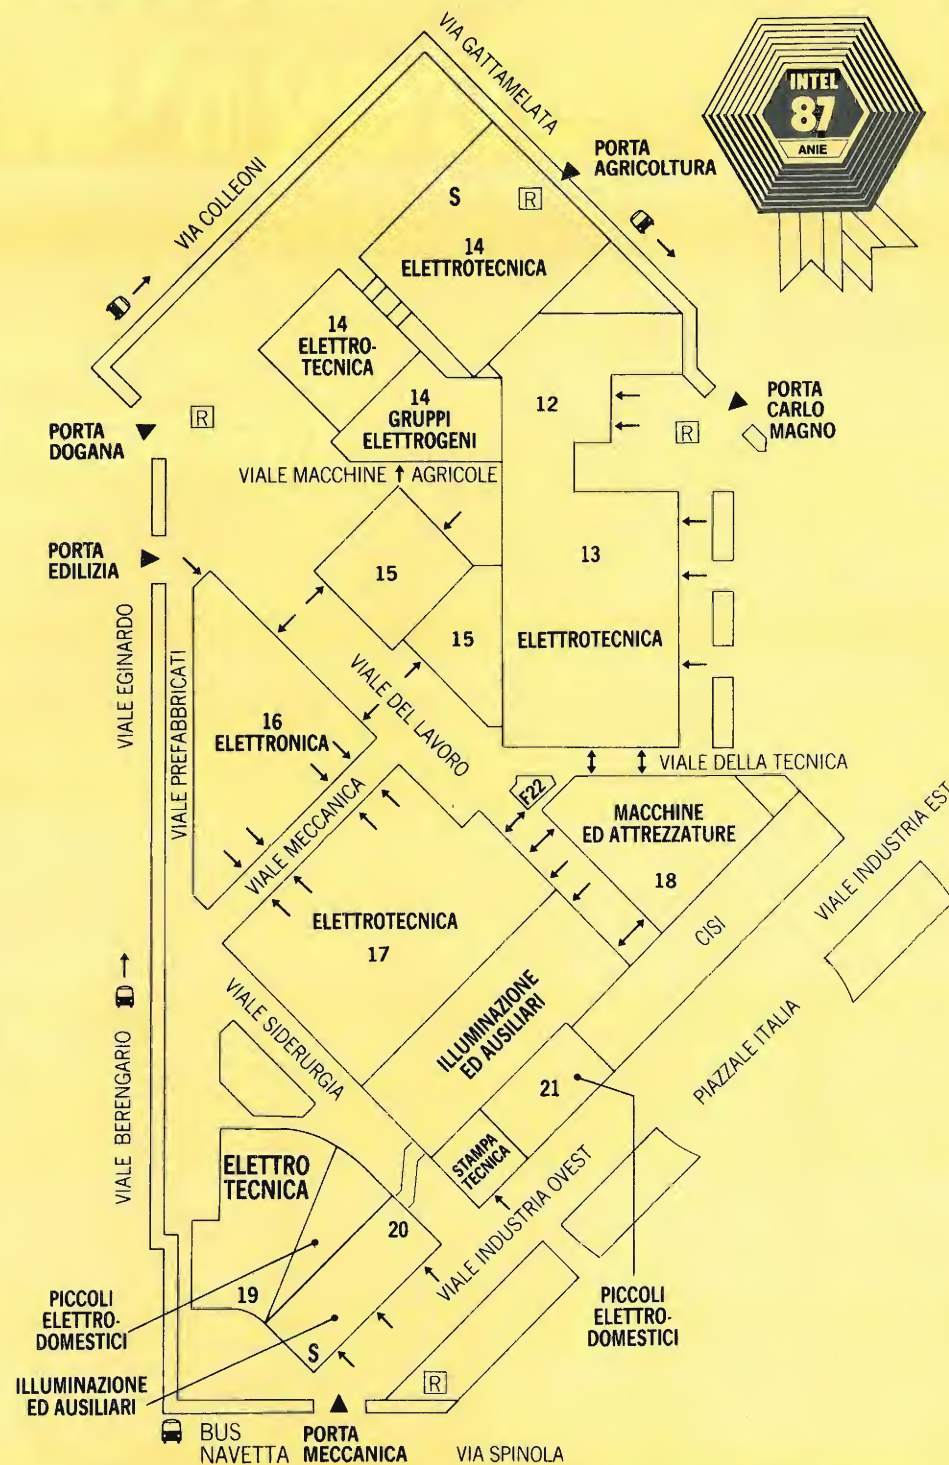 VIA GATTAMELATA
INTEL
87
ANIE
PORTA
AGRICOLTURA
VIA COLLEONI
S
R
14
ELETTROTECNICA
14
ELETTRO-
TECNICA
14
GRUPPI
ELETTROGENI
12
PORTA
CARLO
MAGNO
R
R
PORTA
DOGANA
VIALE MACCHINE AGRICOLE
PORTA
EDILIZIA
15
13
15
ELETTROTECNICA
VIALE EGINARDO
VIALE PREFABBRICATI
VIALE DEL LAVORO
16
ELETTRONICA
VIALE DELLA TECNICA
F22
VIALE MECCANICA
MACCHINE
ED ATTREZZATURE
18
VIALE INDUSTRIA EST
CISI
ELETTROTECNICA
17
VIALE SIDERURGIA
ILLUMINAZIONE
ED AUSILIARI
PIAZZALE ITALIA
21
STAMPA
TECNICA
VIALE BERENGARIO
ELETTRO
TECNICA
20
VIALE INDUSTRIA OVEST
19
PICCOLI
ELETTRO-
DOMESTICI
PICCOLI
ELETTRO-
DOMESTICI
S
ILLUMINAZIONE
ED AUSILIARI
R
BUS
NAVETTA
PORTA
MECCANICA
VIA SPINOLA